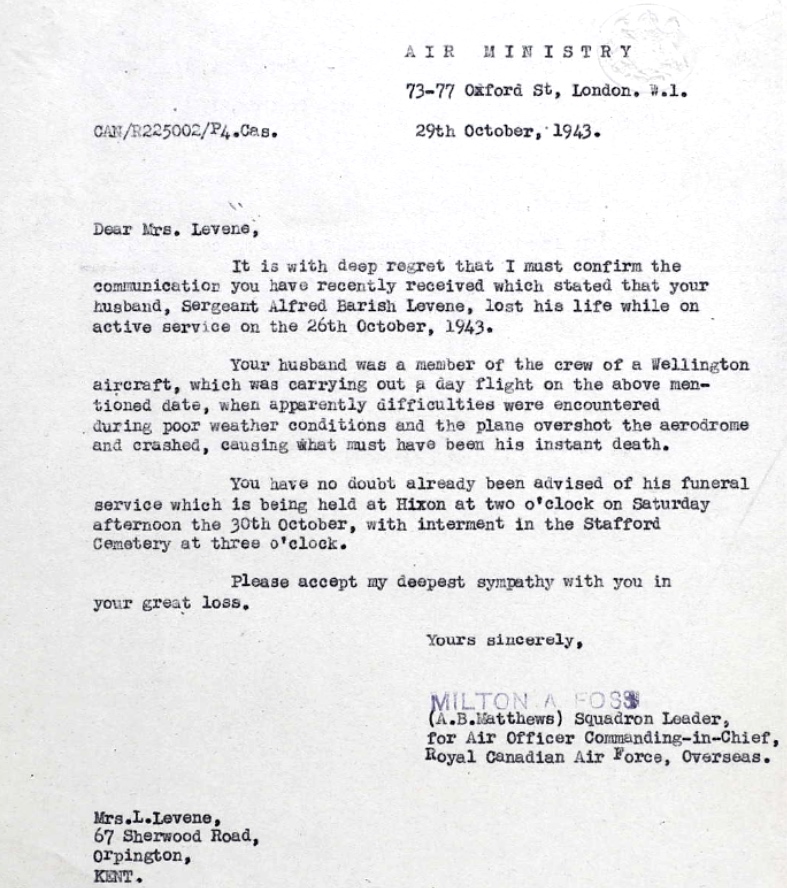 AIR MINISTRY
73-77 Oxford St, London. W.1.
CAN/R225002/P4.Cas.
29th October, 1943.
Dear Mrs. Levene,
It is with deep regret that I must confirm the
communication you have recently received which stated that your
husband, Sergeant Alfred Barish Levene, lost his life while on
active service on the 26th October, 1943.
Your husband was a member of the crew of a Wellington
aircraft, which was carrying out a day flight on the above men-
tioned date, when apparently difficulties were encountered
during poor weather conditions and the plane overshot the aerodrome
and crashed, causing what must have been his instant death.
You have no doubt already been advised of his funeral
service which is being held at Hixon at two o'clock on Saturday
afternoon the 30th October, with interment in the Stafford
Cemetery at three o'clock.
Please accept my deepest sympathy with you in
your great loss.
Yours sincerely,
MILTON A FOSS
(A.B.Matthews) Squadron Leader,
for Air Officer Commanding-in-Chief,
Royal Canadian Air Force, Overseas.
Mrs.L.Levene,
67 Sherwood Road,
Orpington,
KENT.